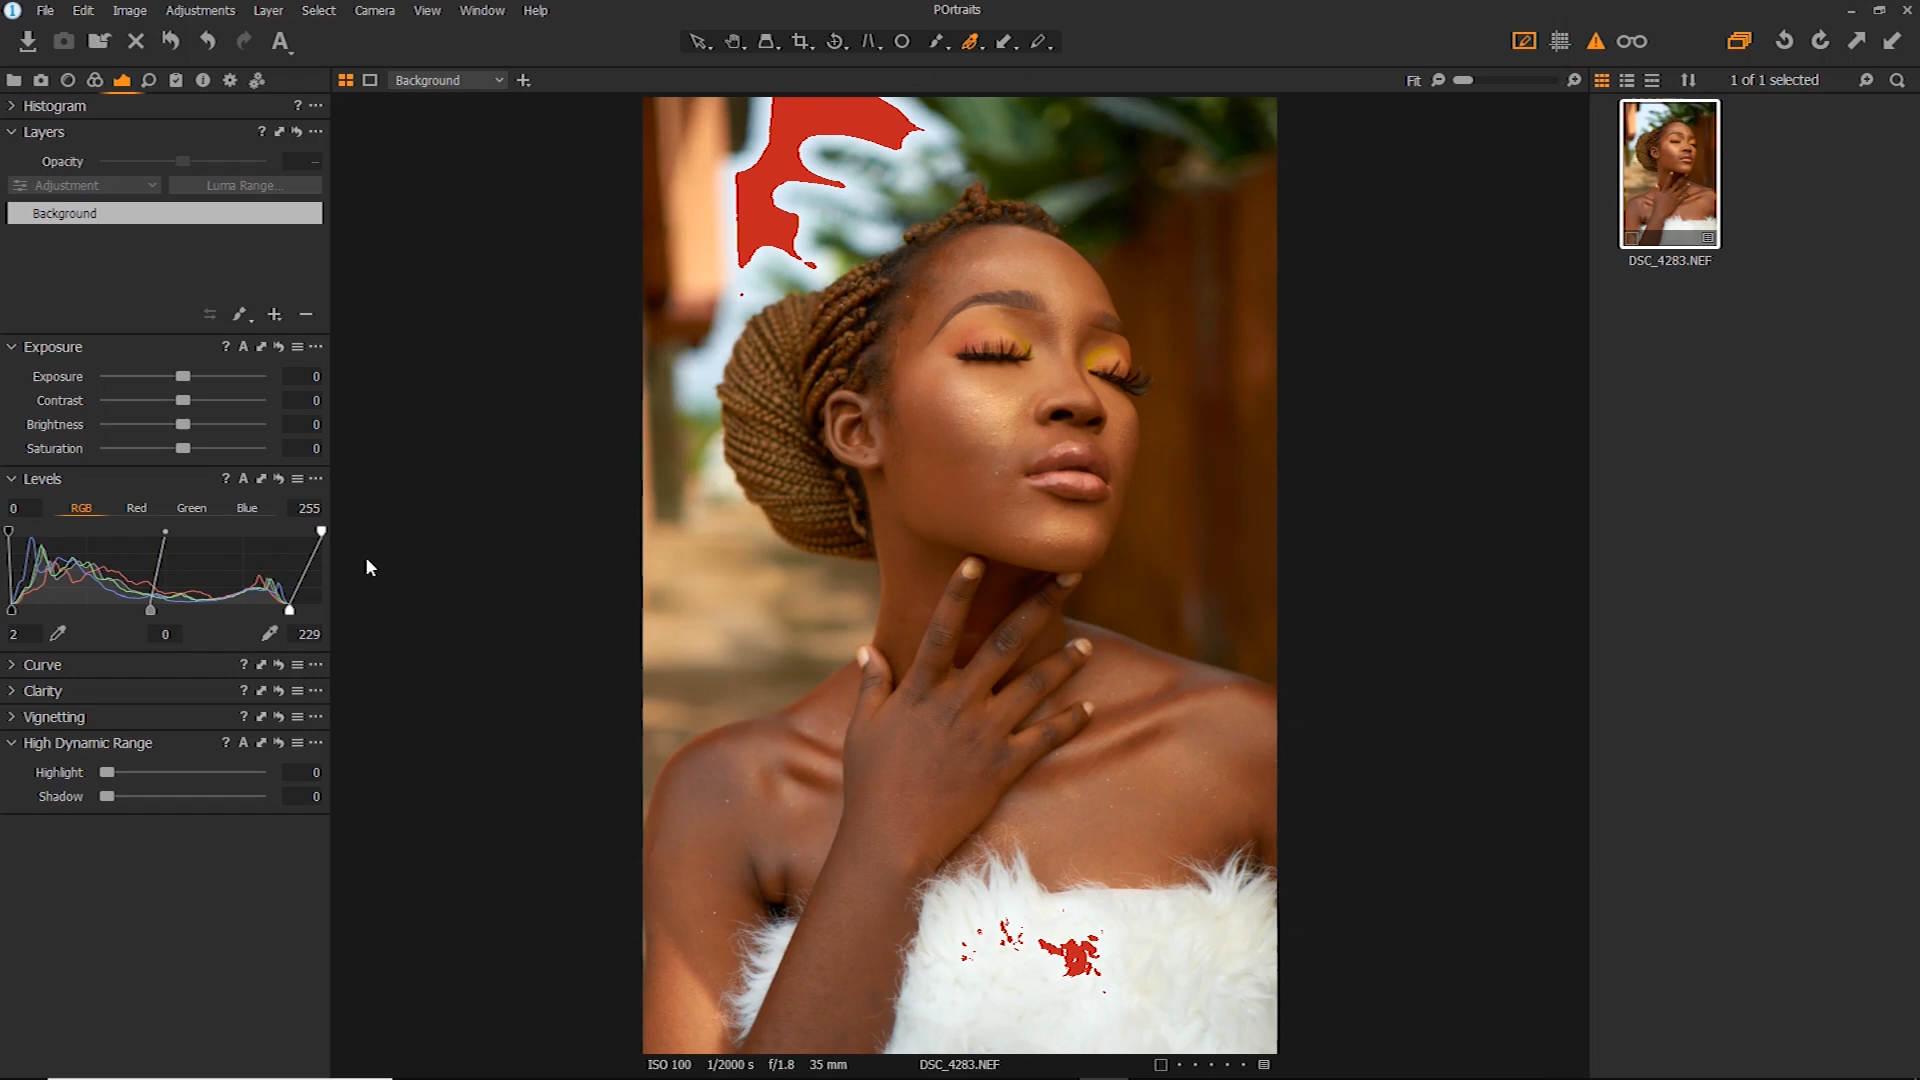 File Edit Image Adjustments Layer Select Camera View Window Help
POrtraits
Background
Fit
1 of 1 selected
Histogram
Layers
Opacity
Adjustment
Luma Range...
Background
Exposure
Exposure 0
Contrast 0
Brightness 0
Saturation 0
Levels
0 RGB Red Green Blue 255
2 0 229
Curve
Clarity
Vignetting
High Dynamic Range
Highlight 0
Shadow 0
ISO 100 1/2000 s f/1.8 35 mm DSC_4283.NEF
DSC_4283.NEF